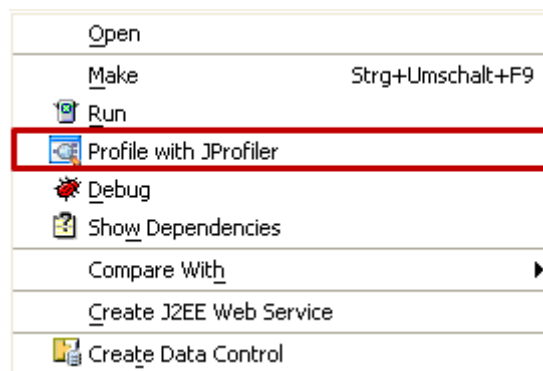 Open
Make Strg+Umschalt+F9
Run
Profile with JProfiler
Debug
Show Dependencies
Compare With
Create J2EE Web Service
Create Data Control